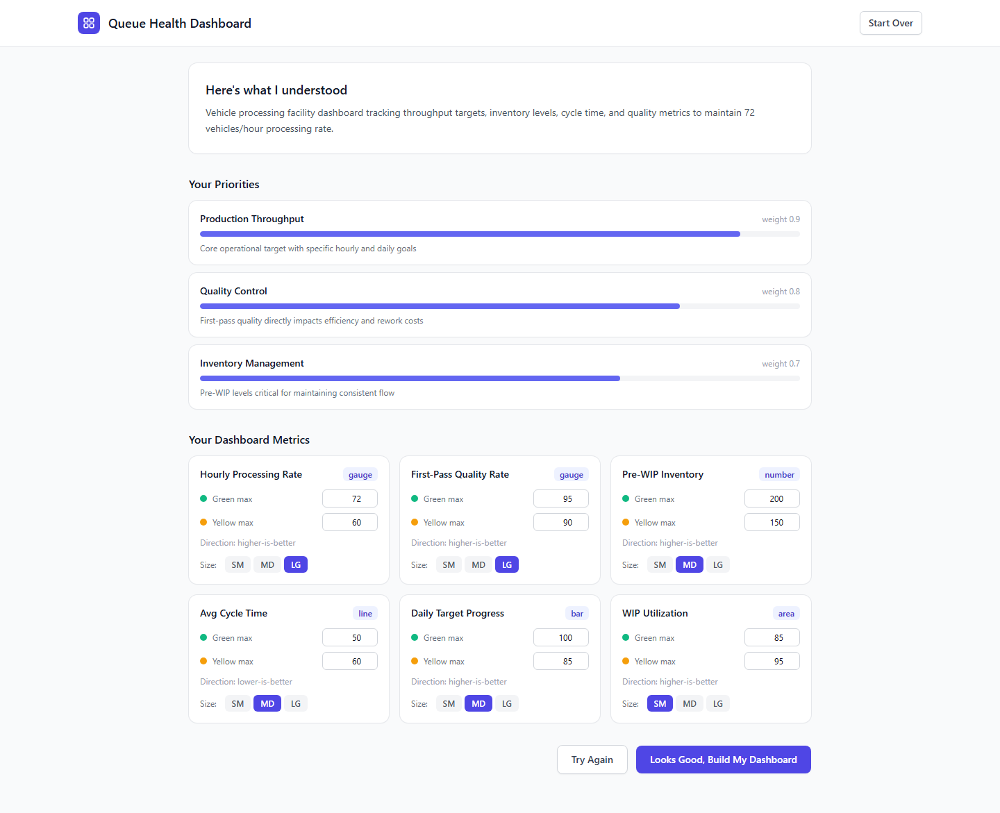 Queue Health Dashboard
Start Over
Here's what I understood
Vehicle processing facility dashboard tracking throughput targets, inventory levels, cycle time, and quality metrics to maintain 72
vehicles/hour processing rate.
Your Priorities
Production Throughput
weight 0.9
Core operational target with specific hourly and daily goals
Quality Control
weight 0.8
First-pass quality directly impacts efficiency and rework costs
Inventory Management
weight 0.7
Pre-WIP levels critical for maintaining consistent flow
Your Dashboard Metrics
Hourly Processing Rate
gauge
Green max
72
Yellow max
60
Direction: higher-is-better
Size: SM MD LG
First-Pass Quality Rate
gauge
Green max
95
Yellow max
90
Direction: higher-is-better
Size: SM MD LG
Pre-WIP Inventory
number
Green max
200
Yellow max
150
Direction: higher-is-better
Size: SM MD LG
Avg Cycle Time
line
Green max
50
Yellow max
60
Direction: lower-is-better
Size: SM MD LG
Daily Target Progress
bar
Green max
100
Yellow max
85
Direction: higher-is-better
Size: SM MD LG
WIP Utilization
area
Green max
85
Yellow max
95
Direction: higher-is-better
Size: SM MD LG
Try Again
Looks Good, Build My Dashboard